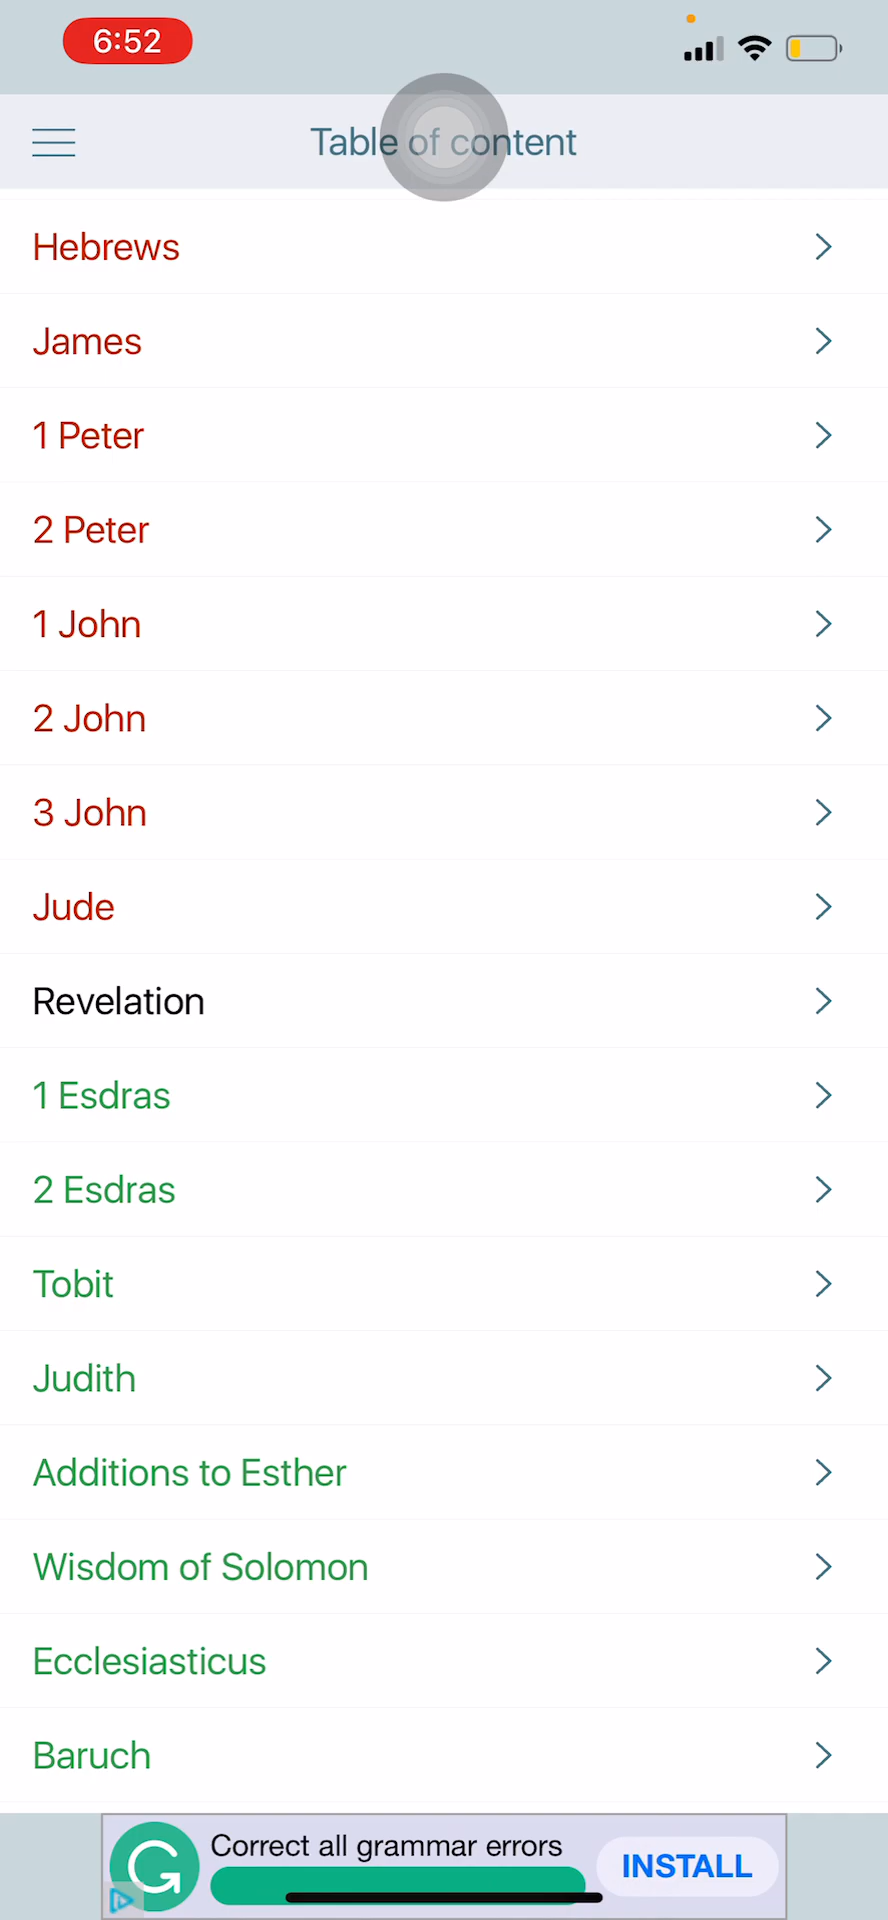 6:52
Table of content
Hebrews
James
1 Peter
2 Peter
1 John
2 John
3 John
Jude
Revelation
1 Esdras
2 Esdras
Tobit
Judith
Additions to Esther
Wisdom of Solomon
Ecclesiasticus
Baruch
Correct all grammar errors
INSTALL